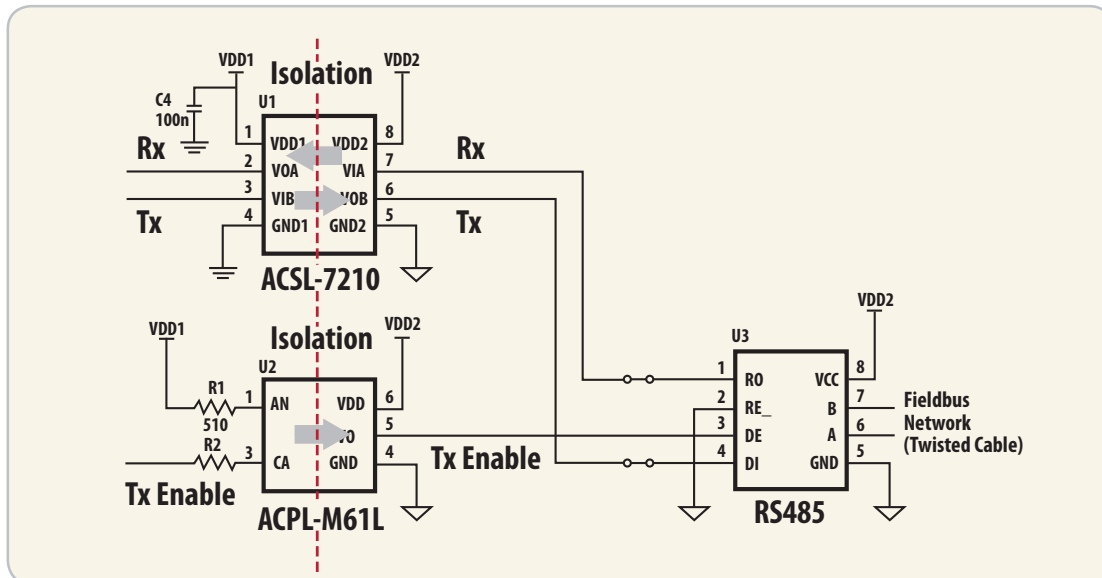 VDD1
Isolation
VDD2
C4
100n
U1
1
VDD1
VDD2
8
Rx
2
VOA
VIA
7
Rx
3
VIB
VOB
6
Tx
4
GND1
GND2
5
Tx
ACSL-7210
VDD1
Isolation
VDD2
U2
R1
510
1
AN
VDD
6
R2
VO
5
3
CA
GND
4
Tx Enable
Tx Enable
ACPL-M61L
VDD2
U3
1
RO
VCC
8
2
RE_
B
7
3
DE
A
6
4
DI
GND
5
Fieldbus
Network
(Twisted Cable)
RS485